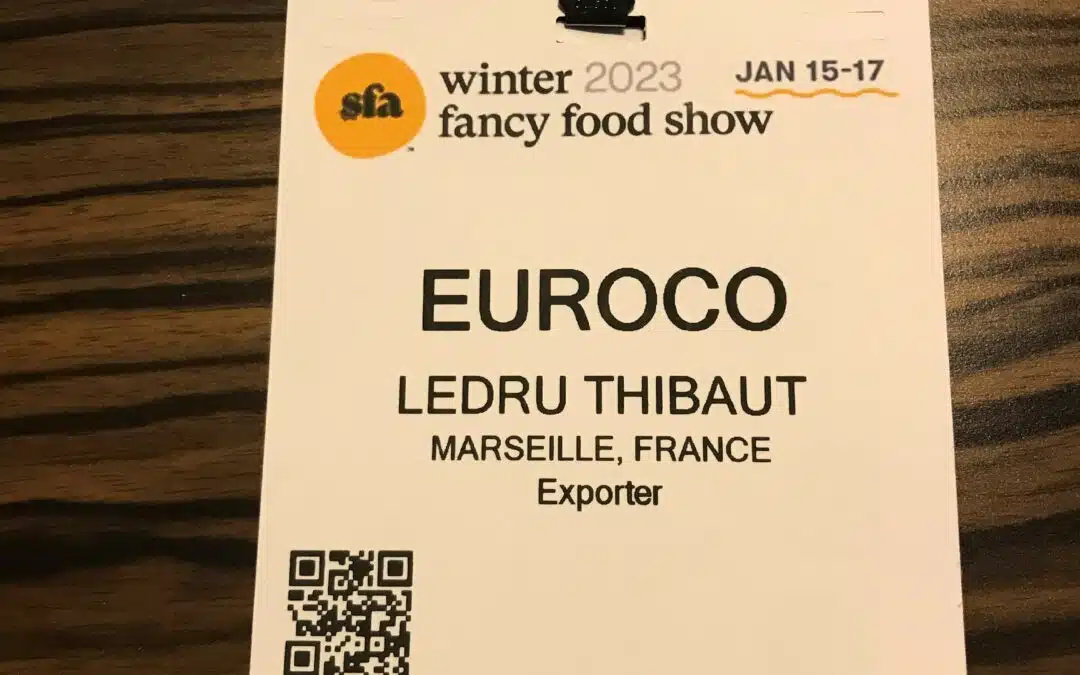 sfa
winter 2023
fancy food show
JAN 15-17
EUROCO
LEDRU THIBAUT
MARSEILLE, FRANCE
Exporter